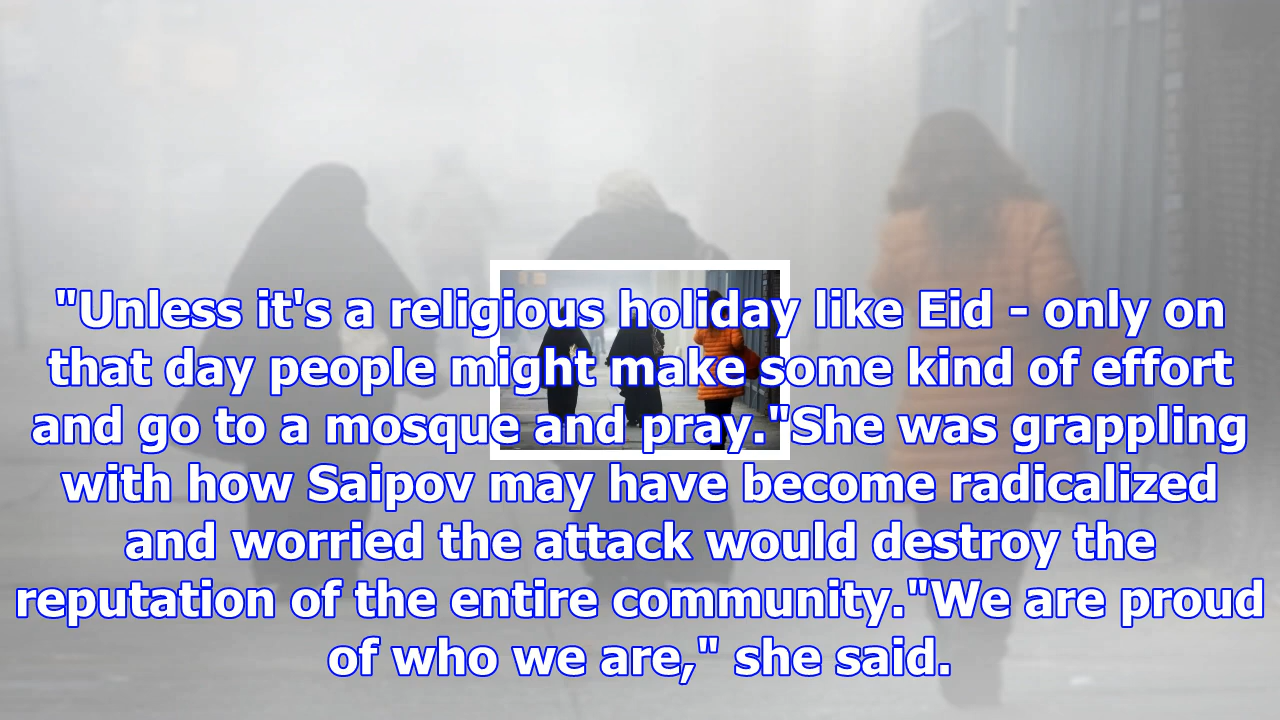 "Unless it's a religious holiday like Eid - only on
that day people might make some kind of effort
and go to a mosque and pray."She was grappling
with how Saipov may have become radicalized
and worried the attack would destroy the
reputation of the entire community."We are proud
of who we are," she said.